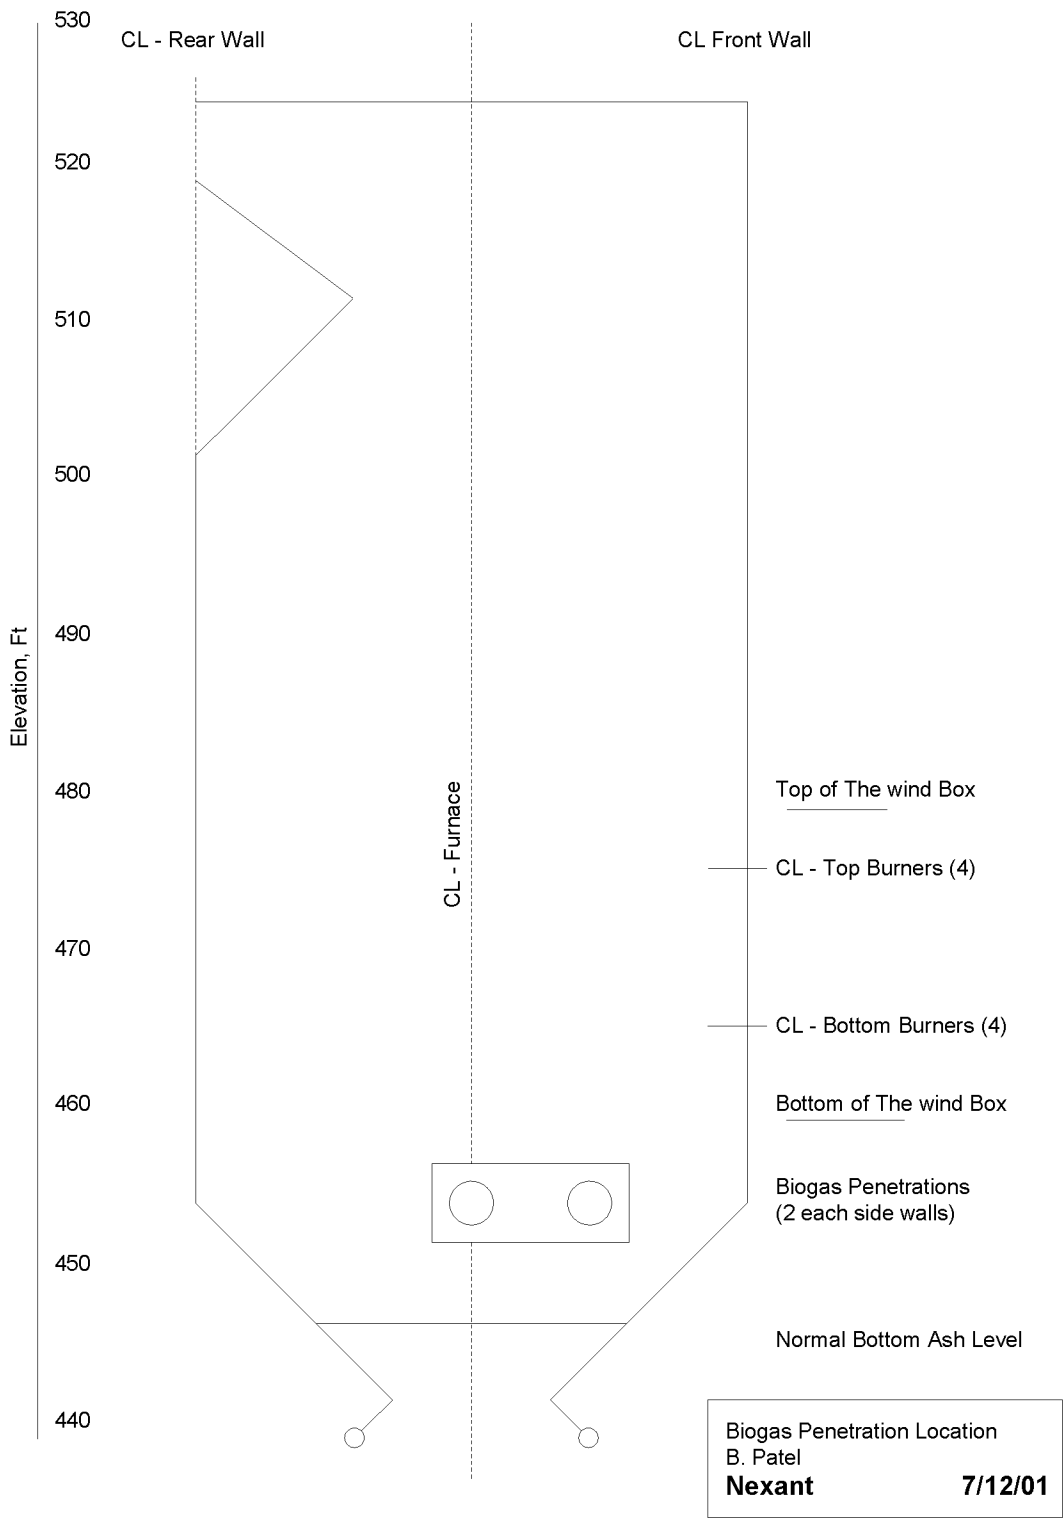 530
CL - Rear Wall
CL Front Wall
520
510
500
490
Elevation, Ft
480
Top of The wind Box
CL - Furnace
CL - Top Burners (4)
470
CL - Bottom Burners (4)
460
Bottom of The wind Box
Biogas Penetrations
(2 each side walls)
450
Normal Bottom Ash Level
440
Biogas Penetration Location
B. Patel
Nexant 7/12/01